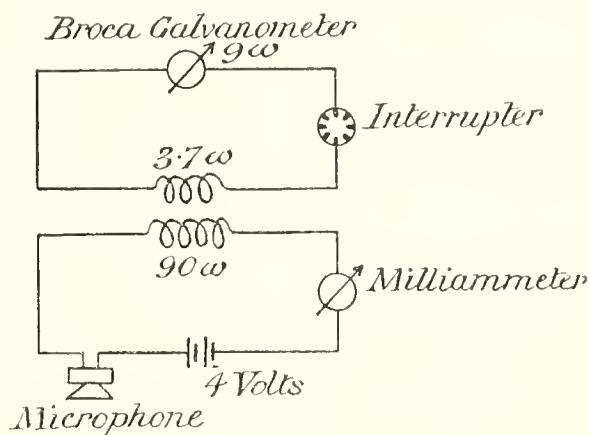 Broca Galvanometer
9ω
Interrupter
3·7ω
90ω
Milliammeter
4 Volts
Microphone